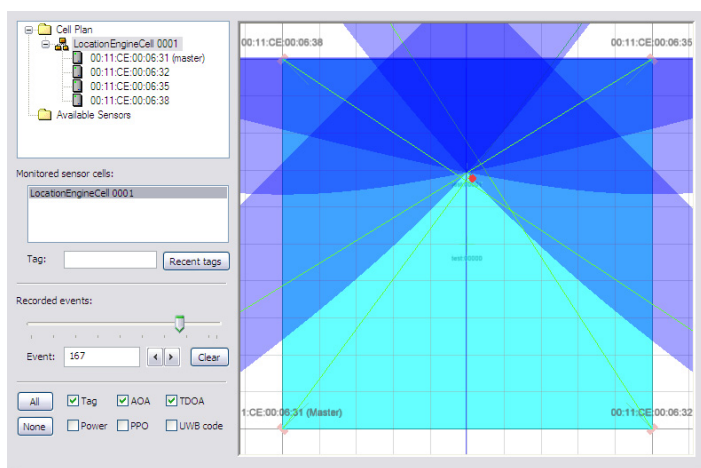 Cell Plan
LocationEngineCell 0001
00:11:CE:00:06:31 (master)
00:11:CE:00:06:32
00:11:CE:00:06:35
00:11:CE:00:06:38
Available Sensors
Monitored sensor cells:
LocationEngineCell 0001
Tag:
Recent tags
Recorded events:
Event: 167
Clear
All Tag AOA TDOA
None Power PPO UWB code
00:11:CE:00:06:38
00:11:CE:00:06:35
1:CE:00:06:31 (Master)
00:11:CE:00:06:32